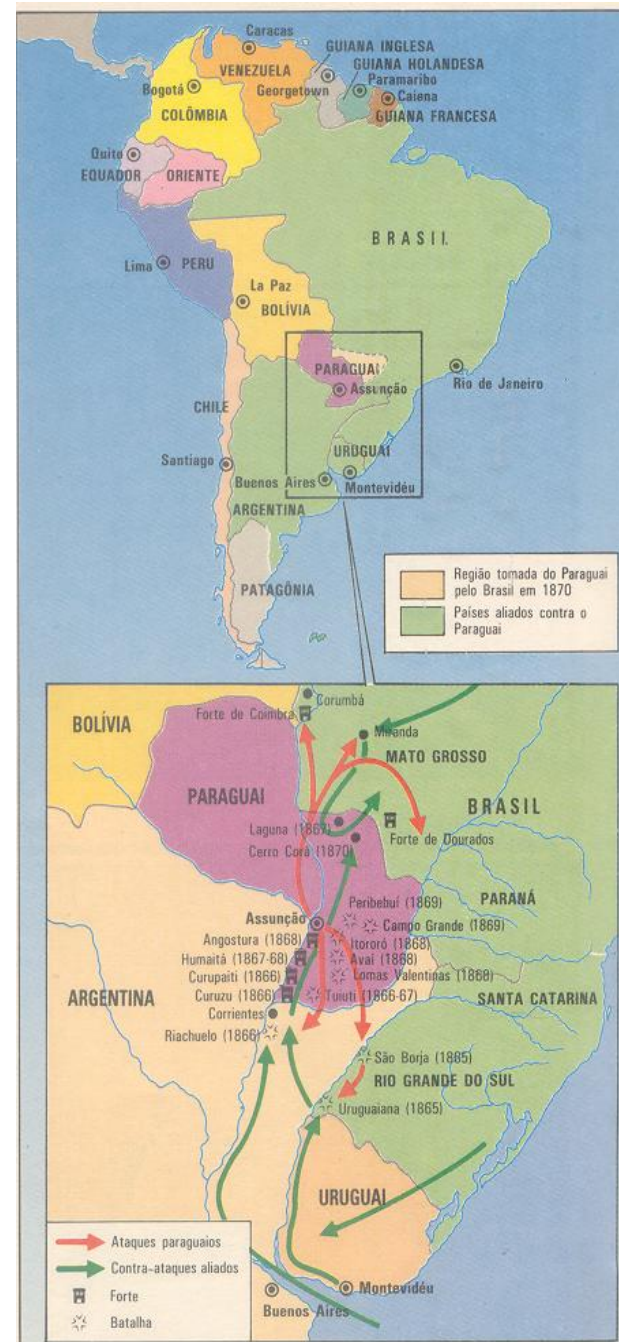 Caracas
GUIANA INGLESA
VENEZUELA
GUIANA HOLANDESA
Paramaribo
Georgetown
Bogotá
Caiena
COLÔMBIA
GUIANA FRANCESA
Quito
EQUADOR
ORIENTE
BRASIL
Lima
PERU
La Paz
BOLÍVIA
PARAGUAI
Assunção
Rio de Janeiro
CHILE
URUGUAI
Santiago
Buenos Aires
Montevidéu
ARGENTINA
PATAGÔNIA
Região tomada do Paraguai
pelo Brasil em 1870
Países aliados contra o
Paraguai
Corumbá
BOLÍVIA
Forte de Coimbra
Miranda
MATO GROSSO
PARAGUAI
BRASIL
Laguna (1867)
Forte de Dourados
Cerro Corá (1870)
Peribebuí (1869)
PARANÁ
Assunção
Campo Grande (1869)
Angostura (1868)
Itororó (1868)
Humaitá (1867-68)
Avaí (1868)
Curupaiti (1866)
Lomas Valentinas (1868)
ARGENTINA
Curuzu (1866)
Tuiuti (1866-67)
SANTA CATARINA
Corrientes
Riachuelo (1866)
São Borja (1865)
RIO GRANDE DO SUL
Uruguaiana (1865)
URUGUAI
Ataques paraguaios
Contra-ataques aliados
Forte
Batalha
Montevidéu
Buenos Aires